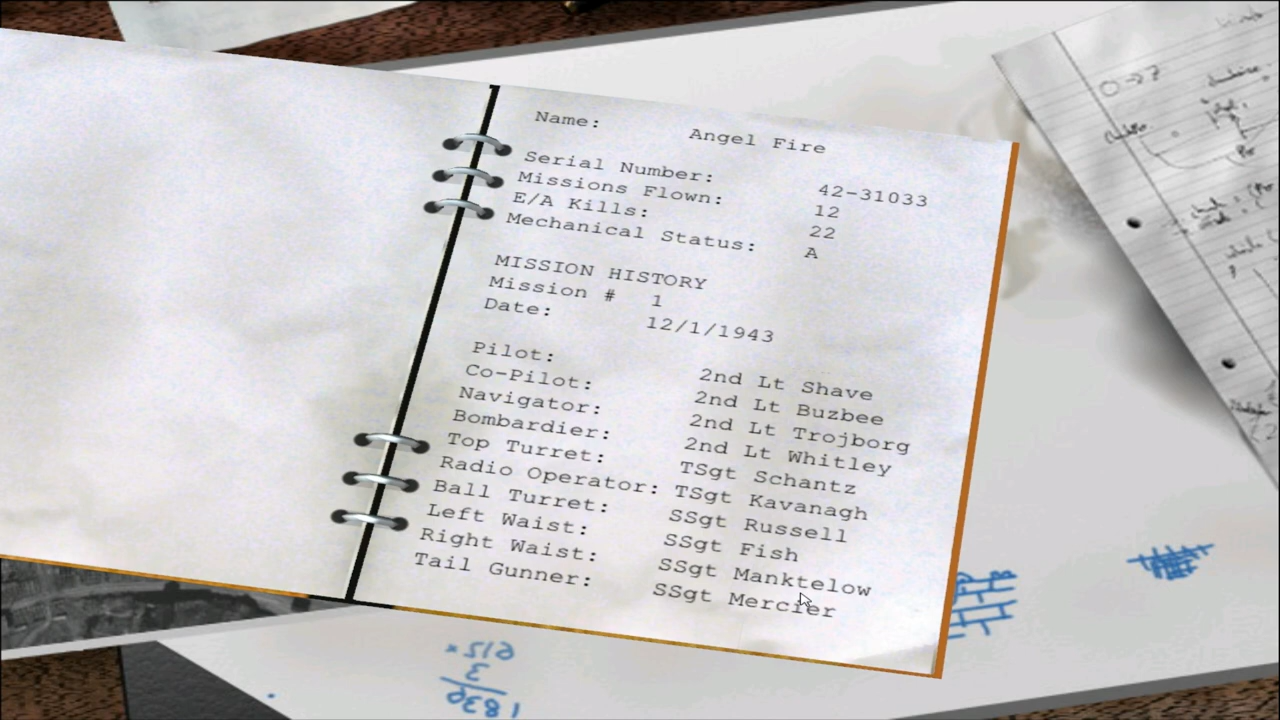 Name: Angel Fire
Serial Number: 42-31033
Missions Flown: 12
E/A Kills: 22
Mechanical Status: A
MISSION HISTORY
Mission # 1
Date: 12/1/1943
Pilot: 2nd Lt Shave
Co-Pilot: 2nd Lt Buzbee
Navigator: 2nd Lt Trojborg
Bombardier: 2nd Lt Whitley
Top Turret: TSgt Schantz
Radio Operator: TSgt Kavanagh
Ball Turret: SSgt Russell
Left Waist: SSgt Fish
Right Waist: SSgt Manktelow
Tail Gunner: SSgt Mercier